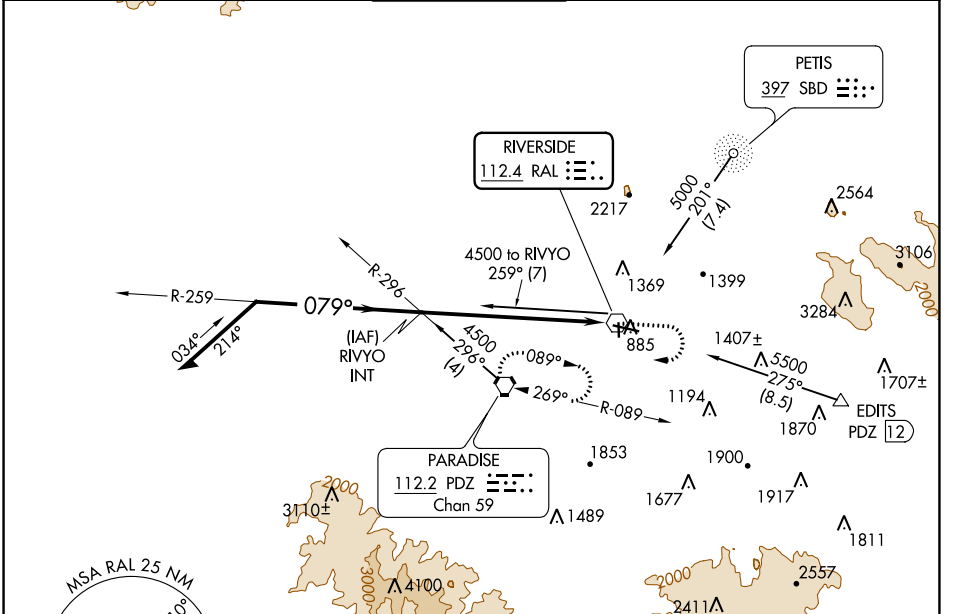 PETIS
397 SBD
RIVERSIDE
112.4 RAL
5000
201°
(7.4)
2217
2564
3106
2000
4500 to RIVYO
259° (7)
R-296
1369
1399
3284
R-259
079°
034°
214°
(IAF)
RIVYO
INT
885
4500
296°
(4)
089°
269°
R-089
1407±
5500
275°
(8.5)
1707±
EDITS
PDZ 12
1194
1870
PARADISE
112.2 PDZ
Chan 59
1853
1900
1677
1917
2000
3110±
1489
1811
MSA RAL 25 NM
3000
4100
2000
2557
2411